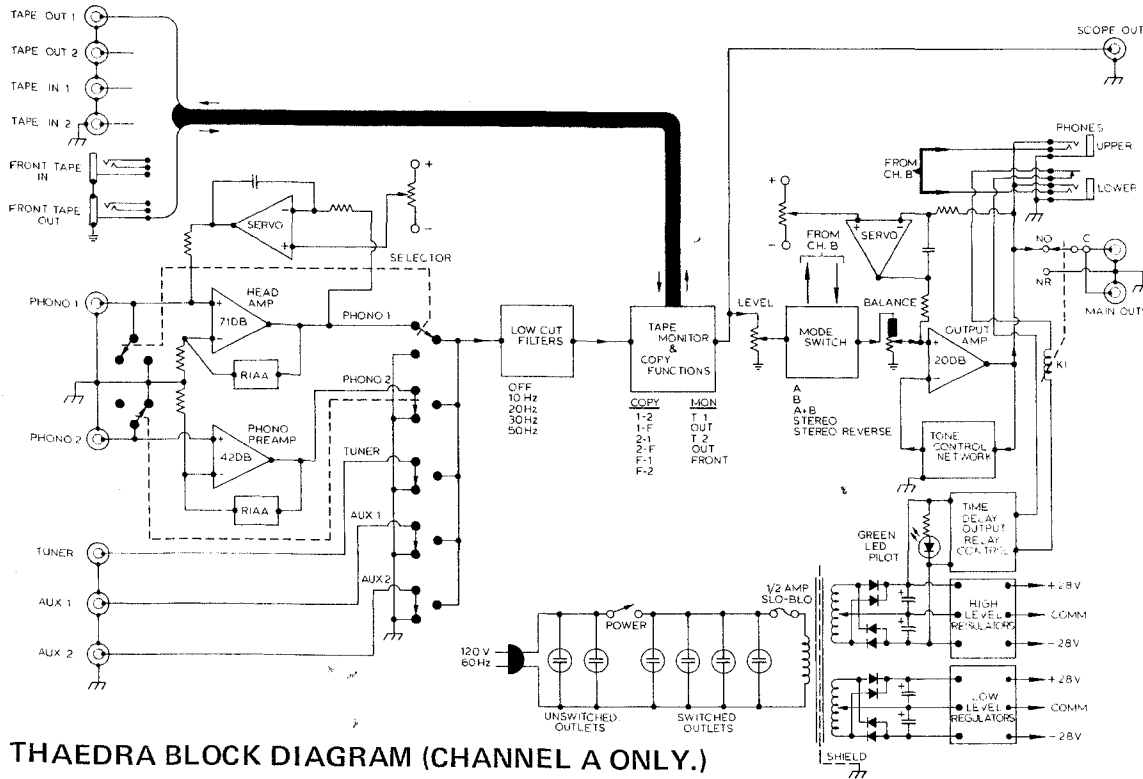 TAPE OUT 1
TAPE OUT 2
TAPE IN 1
TAPE IN 2
FRONT TAPE
IN
FRONT TAPE
OUT
SCOPE OUT
PHONES
UPPER
LOWER
FROM
CH. B
SERVO
+
−
+
−
SELECTOR
+
−
SERVO
+
−
FROM
CH. B
NO
C
NR
MAIN OUTS
K1
PHONO 1
HEAD
AMP
71DB
+
−
RIAA
PHONO 1
LOW CUT
FILTERS
OFF
10 Hz
20Hz
30Hz
50Hz
TAPE
MONITOR
&
COPY
FUNCTIONS
COPY
1-2
1-F
2-1
2-F
F-1
F-2
MON
T 1
OUT
T 2
OUT
FRONT
LEVEL
MODE
SWITCH
A
B
A+B
STEREO
STEREO REVERSE
BALANCE
OUTPUT
AMP
20DB
+
−
TONE
CONTROL
NETWORK
PHONO 2
PHONO 2
PHONO
PREAMP
42DB
+
−
RIAA
TUNER
AUX 1
AUX 2
TUNER
AUX 1
AUX 2
GREEN
LED
PILOT
TIME
DELAY
OUTPUT
RELAY
CONTROL
120 V
60 Hz
POWER
1/2 AMP
SLO-BLO
UNSWITCHED
OUTLETS
SWITCHED
OUTLETS
SHIELD
+
+
HIGH
LEVEL
REGULATORS
+28V
COMM
−28V
+
+
LOW
LEVEL
REGULATORS
+28V
COMM
−28V
THAEDRA BLOCK DIAGRAM (CHANNEL A ONLY.)